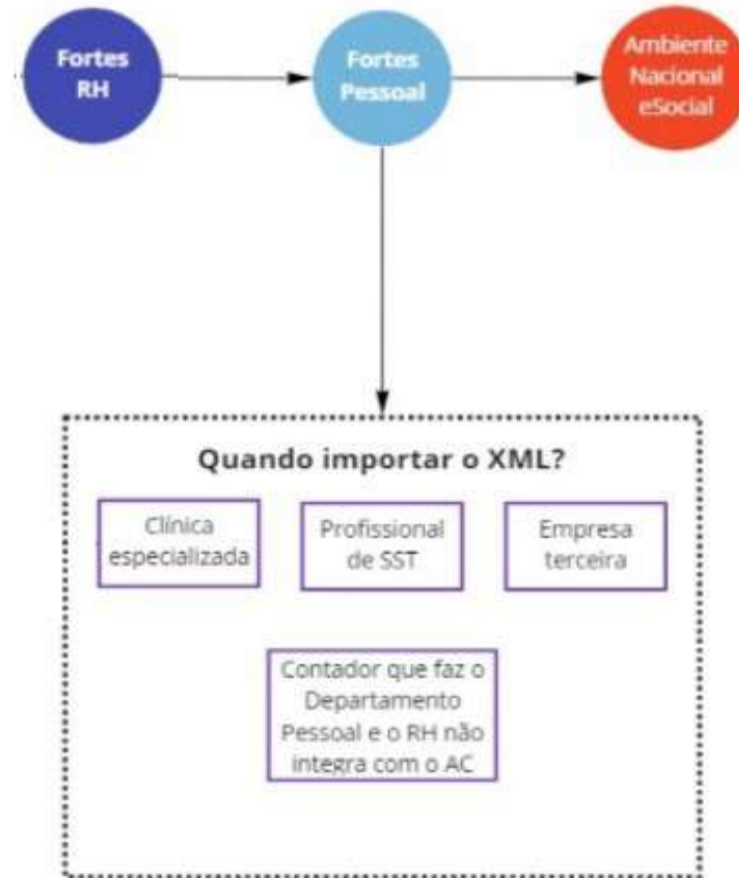 Fortes
RH
Fortes
Pessoal
Ambiente
Nacional
eSocial
Quando importar o XML?
Clínica
especializada
Profissional
de SST
Empresa
terceira
Contador que faz o
Departamento
Pessoal e o RH não
integra com o AC